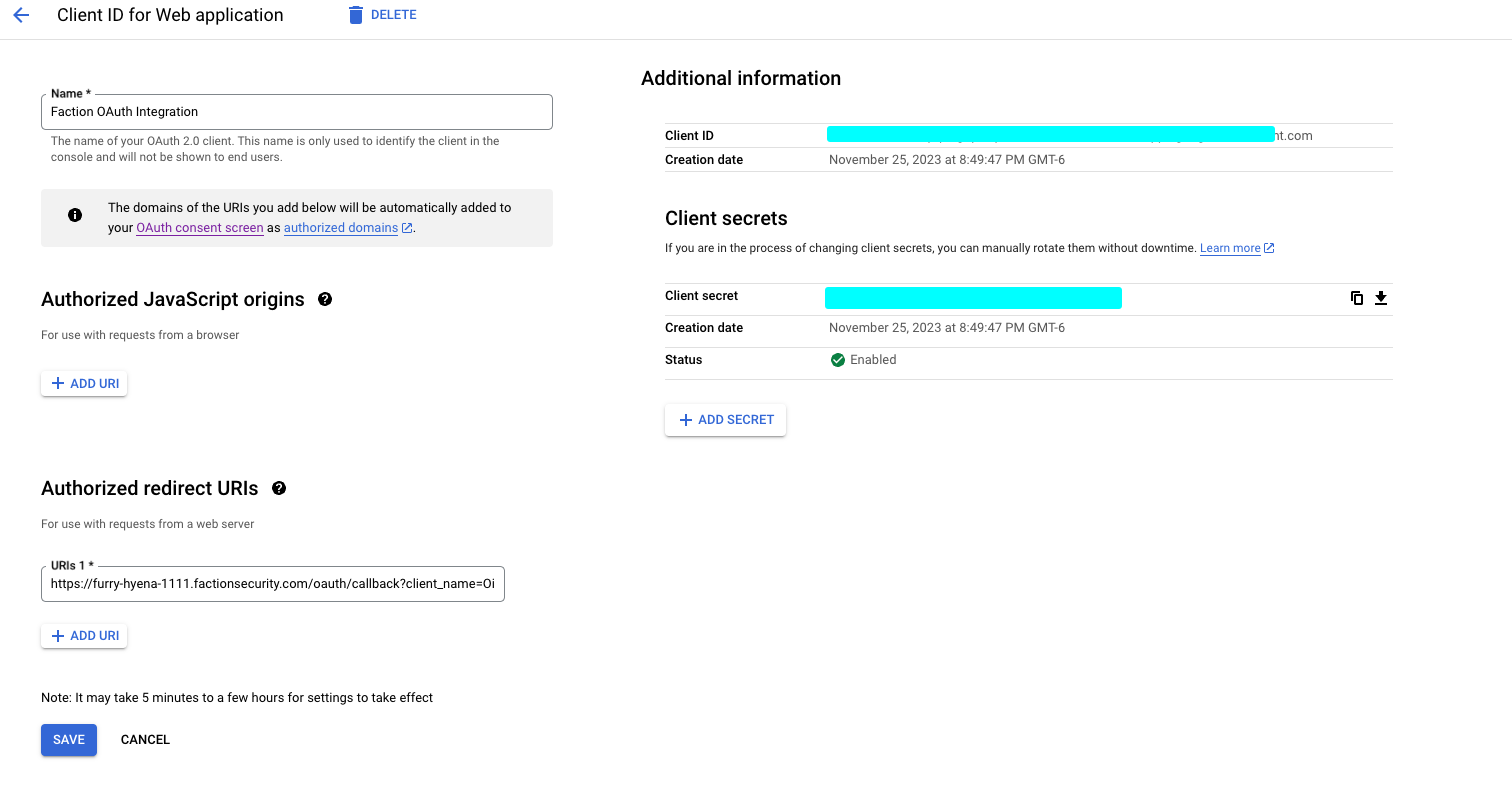 Client ID for Web application
DELETE
Name *
Faction OAuth Integration
The name of your OAuth 2.0 client. This name is only used to identify the client in the
console and will not be shown to end users.
The domains of the URIs you add below will be automatically added to
your OAuth consent screen as authorized domains.
Authorized JavaScript origins
For use with requests from a browser
ADD URI
Authorized redirect URIs
For use with requests from a web server
URIs 1 *
https://furry-hyena-1111.factionsecurity.com/oauth/callback?client_name=Oi
ADD URI
Note: It may take 5 minutes to a few hours for settings to take effect
SAVE
CANCEL
Additional information
Client ID
nt.com
Creation date
November 25, 2023 at 8:49:47 PM GMT-6
Client secrets
If you are in the process of changing client secrets, you can manually rotate them without downtime. Learn more
Client secret
Creation date
November 25, 2023 at 8:49:47 PM GMT-6
Status
Enabled
ADD SECRET